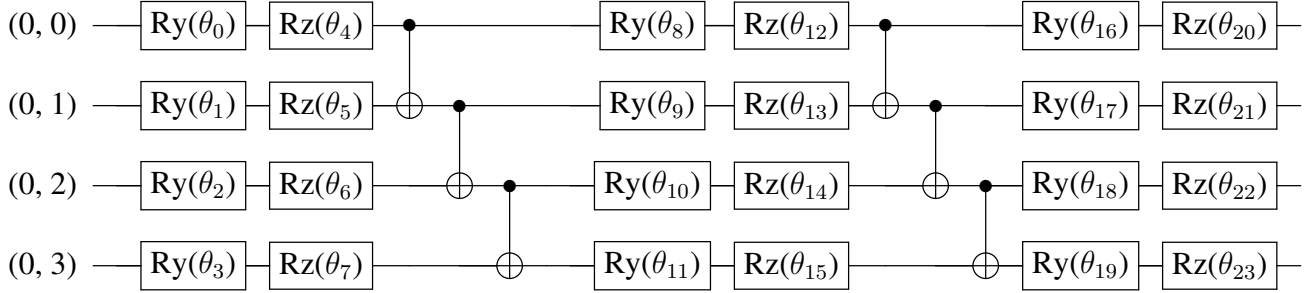 (0, 0) Ry(θ₀) Rz(θ₄) Ry(θ₈) Rz(θ₁₂) Ry(θ₁₆) Rz(θ₂₀)
(0, 1) Ry(θ₁) Rz(θ₅) Ry(θ₉) Rz(θ₁₃) Ry(θ₁₇) Rz(θ₂₁)
(0, 2) Ry(θ₂) Rz(θ₆) Ry(θ₁₀) Rz(θ₁₄) Ry(θ₁₈) Rz(θ₂₂)
(0, 3) Ry(θ₃) Rz(θ₇) Ry(θ₁₁) Rz(θ₁₅) Ry(θ₁₉) Rz(θ₂₃)